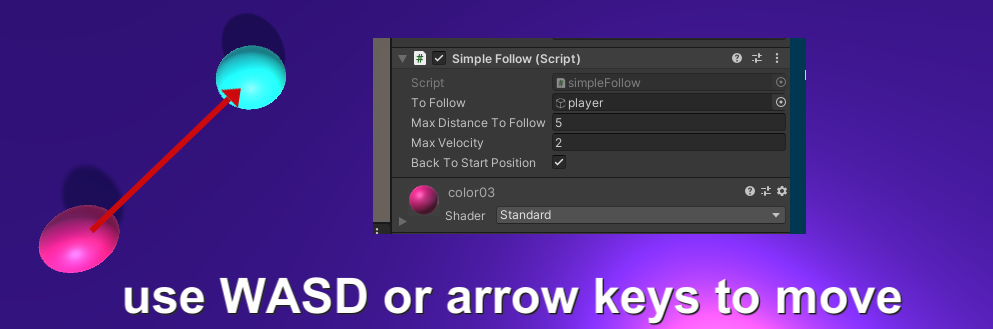 Simple Follow (Script)
Script simpleFollow
To Follow player
Max Distance To Follow 5
Max Velocity 2
Back To Start Position
color03
Shader Standard
use WASD or arrow keys to move